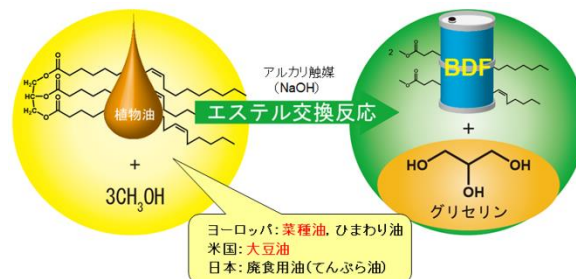 植物油
+
3CH₃OH
アルカリ触媒
(NaOH)
エステル交換反応
2
BDF
+
HO
OH
OH
グリセリン
ヨーロッパ: 菜種油, ひまわり油
米国: 大豆油
日本: 廃食用油(てんぷら油)